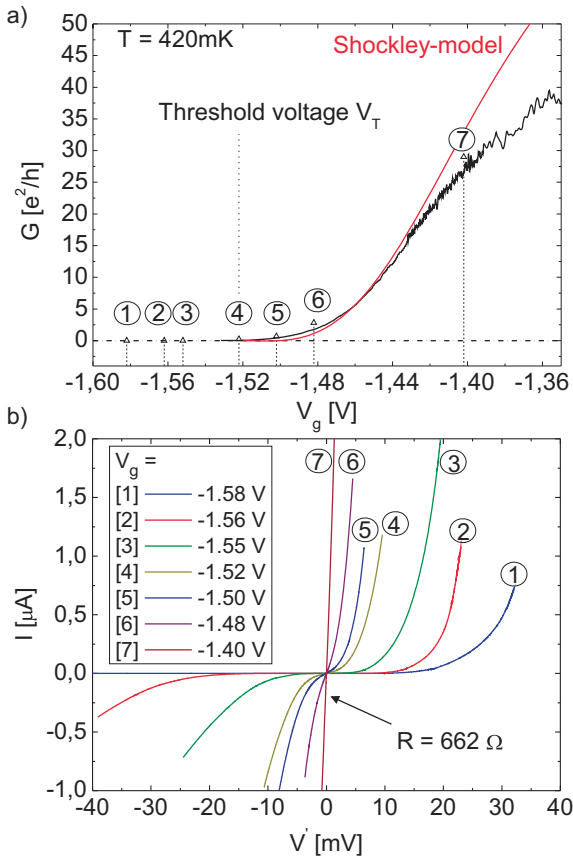 a)
T = 420mK
Shockley-model
Threshold voltage V_T
G [e²/h]
50
45
40
35
30
25
20
15
10
5
0
① ② ③ ④ ⑤ ⑥ ⑦
-1,60 -1,56 -1,52 -1,48 -1,44 -1,40 -1,36
V_g [V]
b)
I [µA]
2,0
1,5
1,0
0,5
0,0
-0,5
-1,0
V_g =
[1] -1.58 V
[2] -1.56 V
[3] -1.55 V
[4] -1.52 V
[5] -1.50 V
[6] -1.48 V
[7] -1.40 V
⑦ ⑥ ③
⑤ ④ ② ①
R = 662 Ω
-40 -30 -20 -10 0 10 20 30 40
V' [mV]